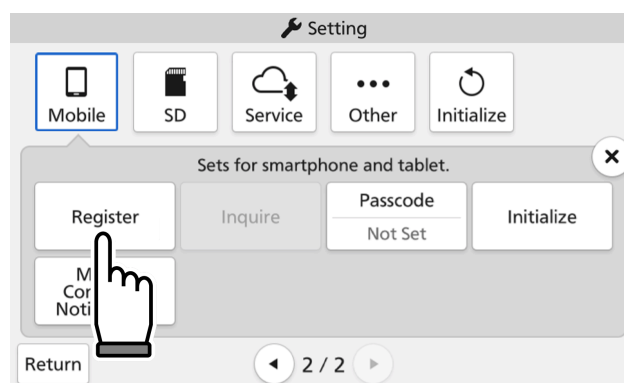 Setting
Mobile
SD
Service
Other
Initialize
Sets for smartphone and tablet.
Register
Inquire
Passcode
Not Set
Initialize
Return
2 / 2